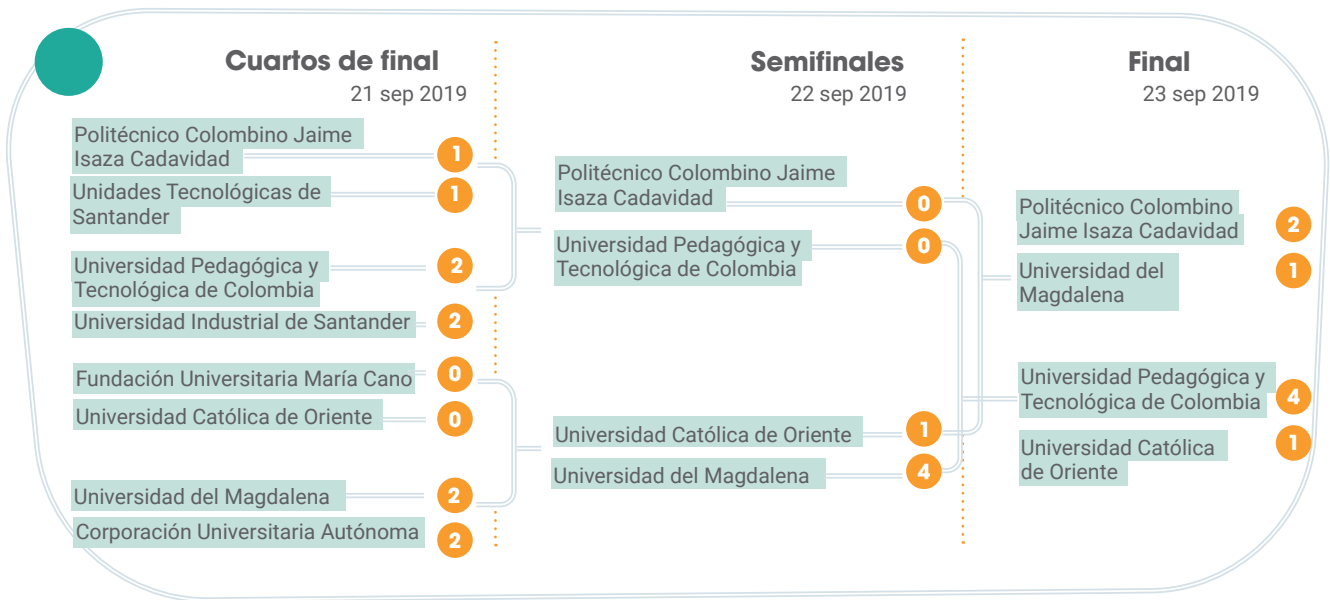 Cuartos de final
21 sep 2019
Politécnico Colombino Jaime
Isaza Cadavidad
1
Unidades Tecnológicas de
Santander
1
Universidad Pedagógica y
Tecnológica de Colombia
2
Universidad Industrial de Santander
2
Fundación Universitaria María Cano
0
Universidad Católica de Oriente
0
Universidad del Magdalena
2
Corporación Universitaria Autónoma
2
Semifinales
22 sep 2019
Politécnico Colombino Jaime
Isaza Cadavidad
0
Universidad Pedagógica y
Tecnológica de Colombia
0
Universidad Católica de Oriente
1
Universidad del Magdalena
4
Final
23 sep 2019
Politécnico Colombino
Jaime Isaza Cadavidad
2
Universidad del
Magdalena
1
Universidad Pedagógica y
Tecnológica de Colombia
4
Universidad Católica
de Oriente
1